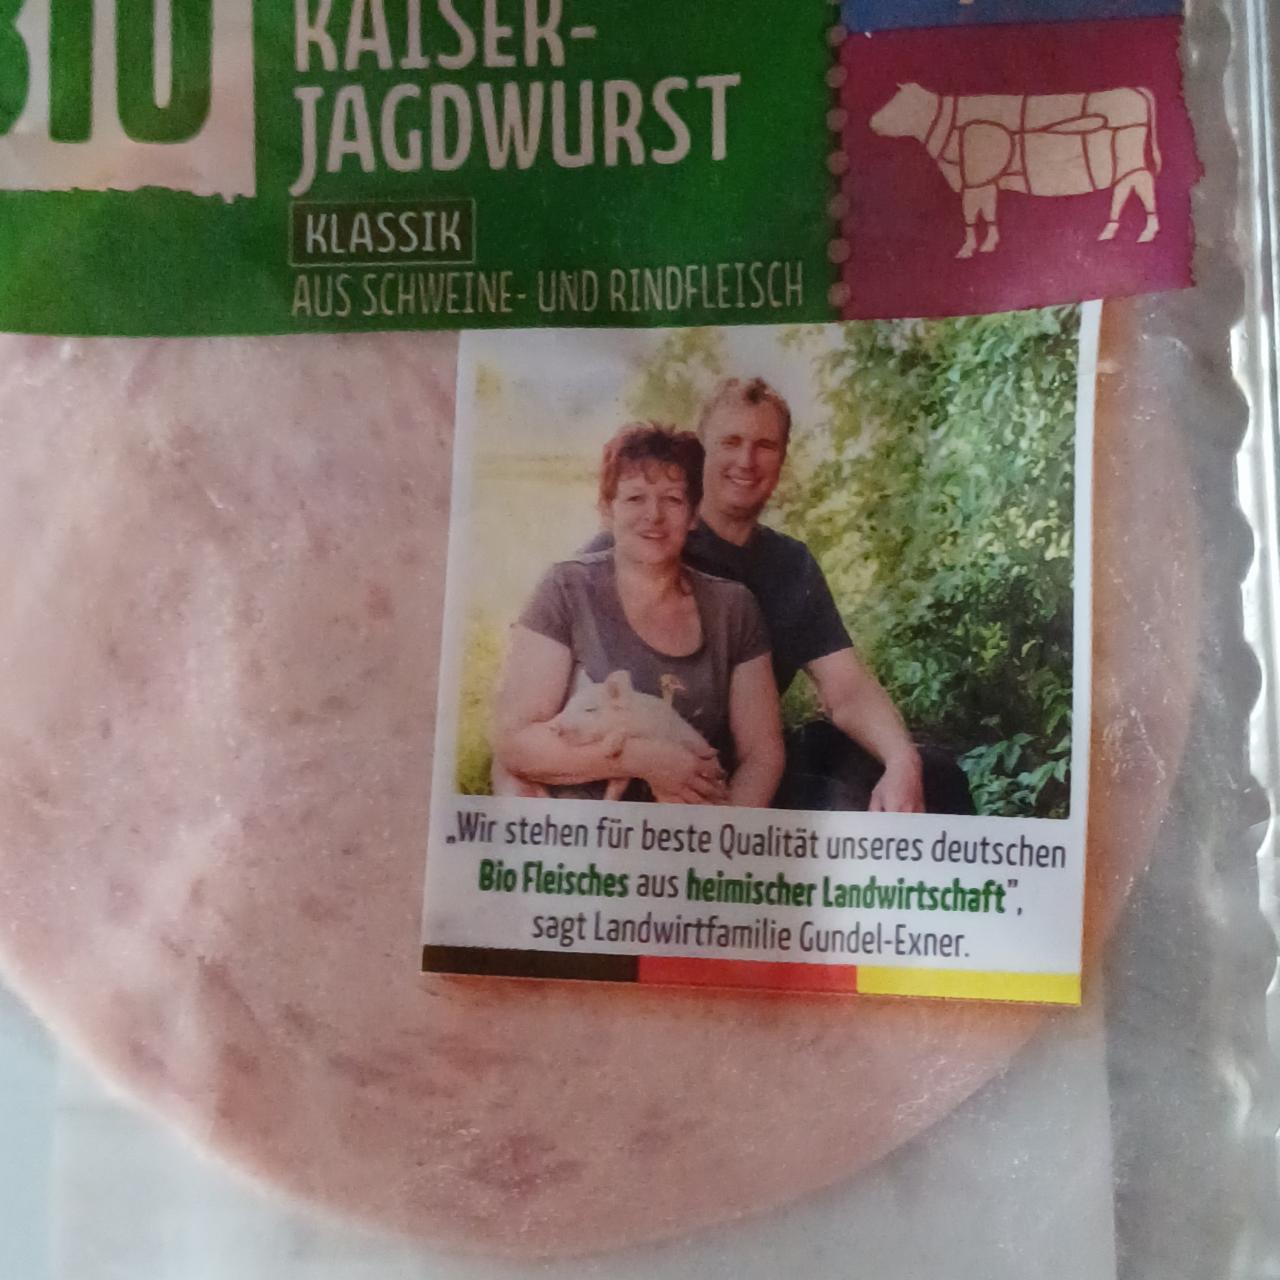 BIO
KAISER-
JAGDWURST
KLASSIK
AUS SCHWEINE- UND RINDFLEISCH
„Wir stehen für beste Qualität unseres deutschen
Bio Fleisches aus heimischer Landwirtschaft",
sagt Landwirtfamilie Gundel-Exner.